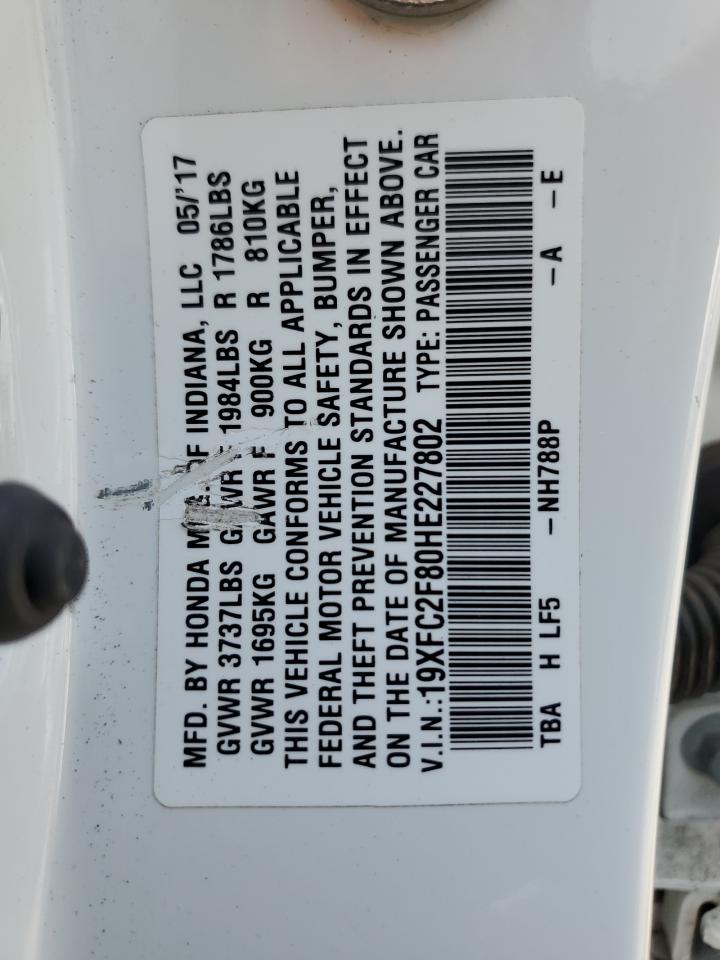 MFD. BY HONDA OF INDIANA, LLC 05/'17
GVWR 3737LBS GAWR F 1984LBS R 1786LBS
GVWR 1695KG GAWR F 900KG R 810KG
THIS VEHICLE CONFORMS TO ALL APPLICABLE
FEDERAL MOTOR VEHICLE SAFETY, BUMPER,
AND THEFT PREVENTION STANDARDS IN EFFECT
ON THE DATE OF MANUFACTURE SHOWN ABOVE.
V.I.N.:19XFC2F80HE227802 TYPE: PASSENGER CAR
TBA H LF5 -NH788P -A -E